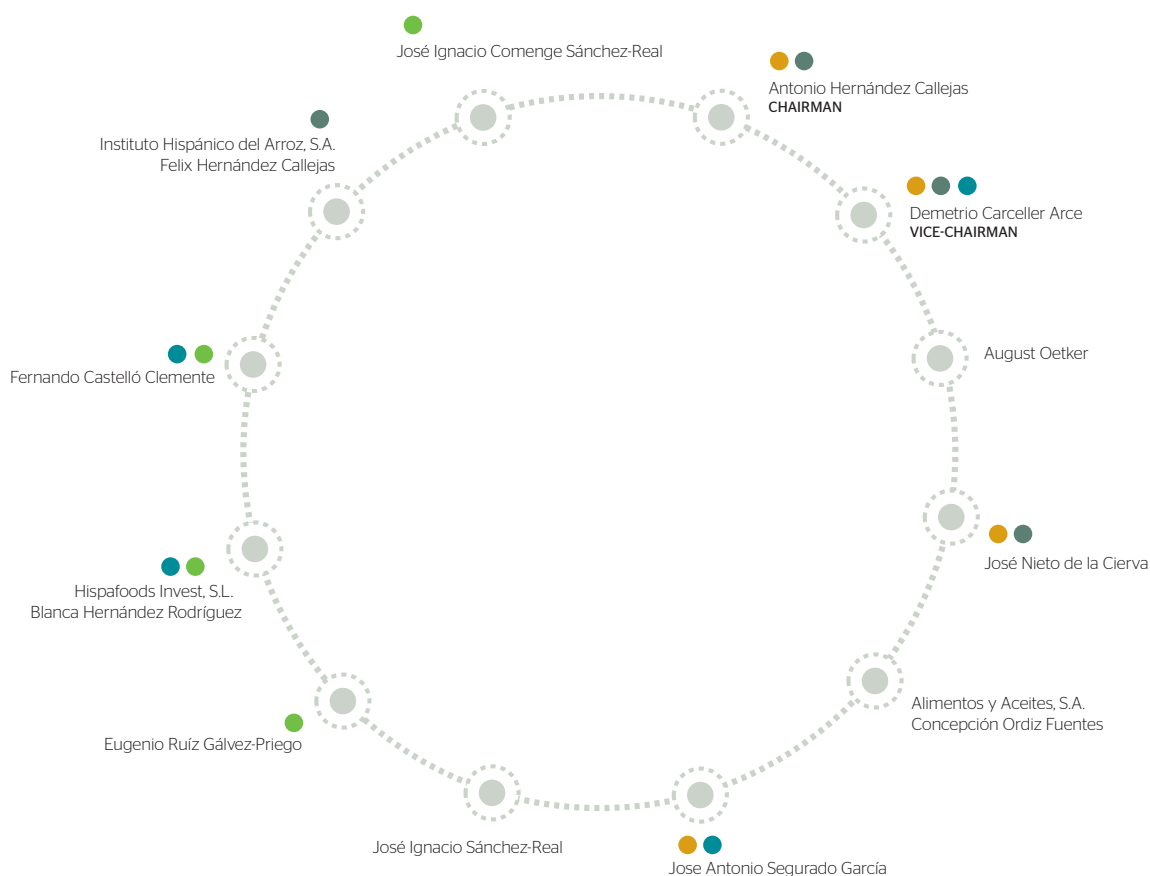 José Ignacio Comenge Sánchez-Real
Antonio Hernández Callejas
CHAIRMAN
Instituto Hispánico del Arroz, S.A.
Felix Hernández Callejas
Demetrio Carceller Arce
VICE-CHAIRMAN
August Oetker
Fernando Castelló Clemente
José Nieto de la Cierva
Hispafoods Invest, S.L.
Blanca Hernández Rodríguez
Alimentos y Aceites, S.A.
Concepción Ordiz Fuentes
Eugenio Ruíz Gálvez-Priego
José Ignacio Sánchez-Real
Jose Antonio Segurado García